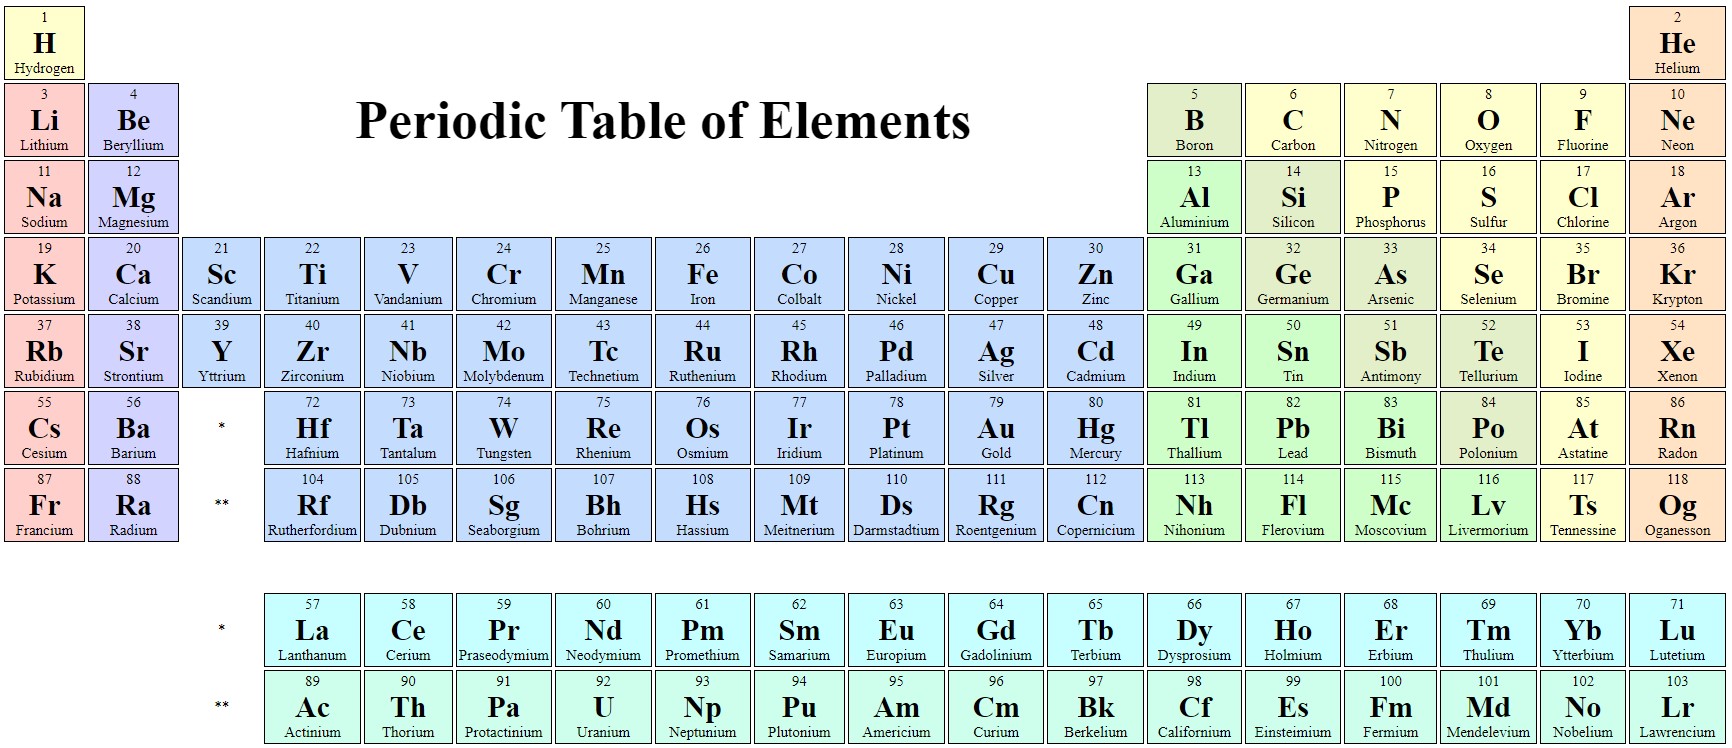 1 2
H He
Hydrogen Helium
3 4 5 6 7 8 9 10
Li Be Periodic Table of Elements B C N O F Ne
Lithium Beryllium Boron Carbon Nitrogen Oxygen Fluorine Neon
11 12 13 14 15 16 17 18
Na Mg Al Si P S Cl Ar
Sodium Magnesium Aluminium Silicon Phosphorus Sulfur Chlorine Argon
19 20 21 22 23 24 25 26 27 28 29 30 31 32 33 34 35 36
K Ca Sc Ti V Cr Mn Fe Co Ni Cu Zn Ga Ge As Se Br Kr
Potassium Calcium Scandium Titanium Vandanium Chromium Manganese Iron Colbalt Nickel Copper Zinc Gallium Germanium Arsenic Selenium Bromine Krypton
37 38 39 40 41 42 43 44 45 46 47 48 49 50 51 52 53 54
Rb Sr Y Zr Nb Mo Tc Ru Rh Pd Ag Cd In Sn Sb Te I Xe
Rubidium Strontium Yttrium Zirconium Niobium Molybdenum Technetium Ruthenium Rhodium Palladium Silver Cadmium Indium Tin Antimony Tellurium Iodine Xenon
55 56 72 73 74 75 76 77 78 79 80 81 82 83 84 85 86
Cs Ba * Hf Ta W Re Os Ir Pt Au Hg Tl Pb Bi Po At Rn
Cesium Barium Hafnium Tantalum Tungsten Rhenium Osmium Iridium Platinum Gold Mercury Thallium Lead Bismuth Polonium Astatine Radon
87 88 104 105 106 107 108 109 110 111 112 113 114 115 116 117 118
Fr Ra ** Rf Db Sg Bh Hs Mt Ds Rg Cn Nh Fl Mc Lv Ts Og
Francium Radium Rutherfordium Dubnium Seaborgium Bohrium Hassium Meitnerium Darmstadtium Roentgenium Copernicium Nihonium Flerovium Moscovium Livermorium Tennessine Oganesson
57 58 59 60 61 62 63 64 65 66 67 68 69 70 71
* La Ce Pr Nd Pm Sm Eu Gd Tb Dy Ho Er Tm Yb Lu
Lanthanum Cerium Praseodymium Neodymium Promethium Samarium Europium Gadolinium Terbium Dysprosium Holmium Erbium Thulium Ytterbium Lutetium
89 90 91 92 93 94 95 96 97 98 99 100 101 102 103
** Ac Th Pa U Np Pu Am Cm Bk Cf Es Fm Md No Lr
Actinium Thorium Protactinium Uranium Neptunium Plutonium Americium Curium Berkelium Californium Einsteimium Fermium Mendelevium Nobelium Lawrencium